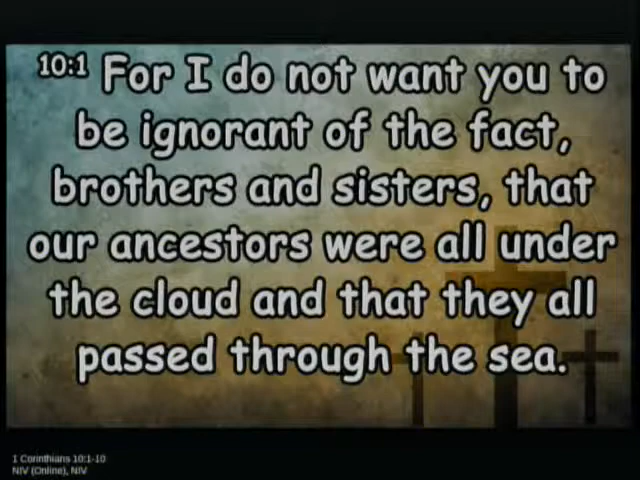 10:1 For I do not want you to
be ignorant of the fact,
brothers and sisters, that
our ancestors were all under
the cloud and that they all
passed through the sea.
1 Corinthians 10:1-10
NIV (Online), NIV